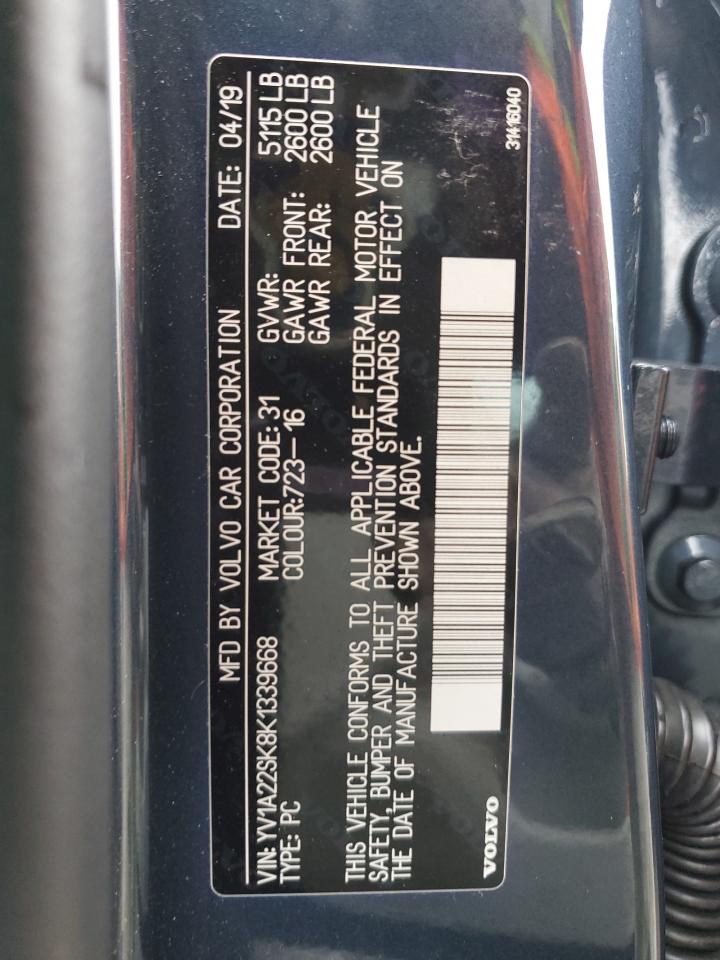 MFD BY VOLVO CAR CORPORATION DATE: 04/19
VIN: YV1A22SK8K1339668 MARKET CODE: 31 GVWR: 5115 LB
TYPE: PC COLOUR:723-16 GAWR FRONT: 2600 LB
GAWR REAR: 2600 LB
THIS VEHICLE CONFORMS TO ALL APPLICABLE FEDERAL MOTOR VEHICLE
SAFETY, BUMPER AND THEFT PREVENTION STANDARDS IN EFFECT ON
THE DATE OF MANUFACTURE SHOWN ABOVE.
VOLVO 31416040